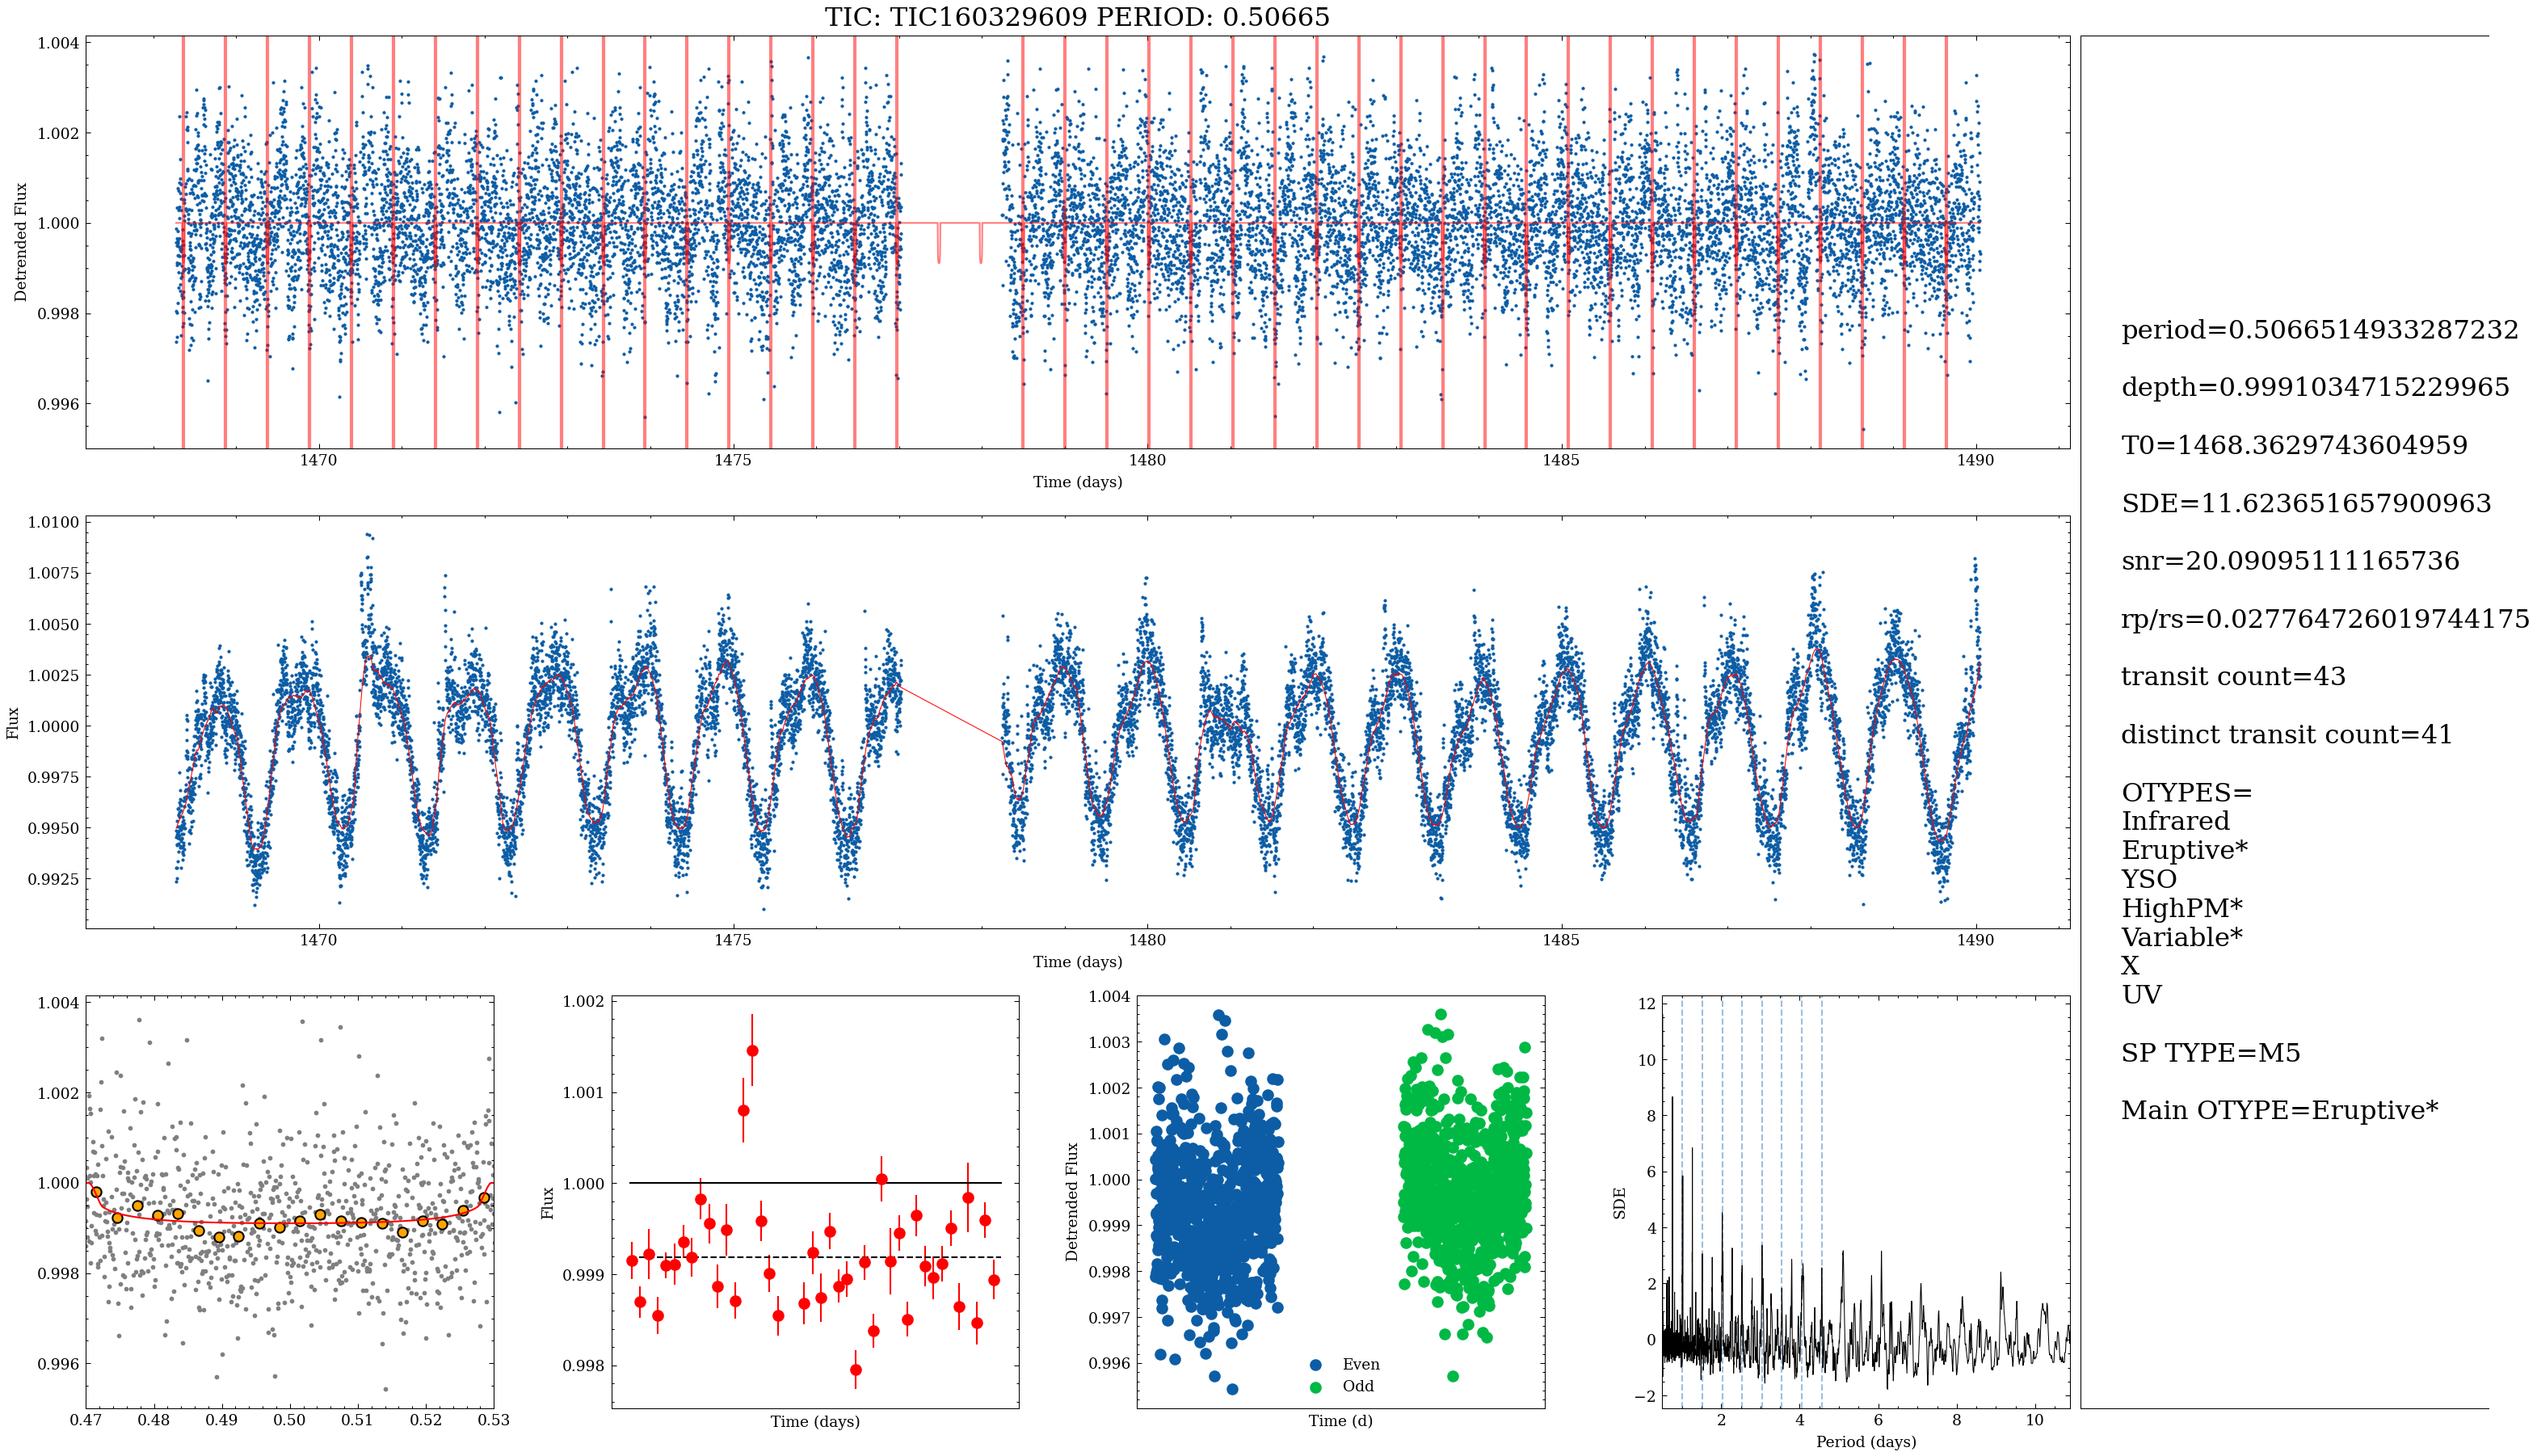 TIC: TIC160329609 PERIOD: 0.50665
Detrended Flux
1.004
1.002
1.000
0.998
0.996
1470
1475
1480
1485
1490
Time (days)
Flux
1.0100
1.0075
1.0050
1.0025
1.0000
0.9975
0.9950
0.9925
1470
1475
1480
1485
1490
Time (days)
1.004
1.002
1.000
0.998
0.996
0.47
0.48
0.49
0.50
0.51
0.52
0.53
Flux
1.002
1.001
1.000
0.999
0.998
Time (days)
Detrended Flux
1.004
1.003
1.002
1.001
1.000
0.999
0.998
0.997
0.996
Even
Odd
Time (d)
SDE
12
10
8
6
4
2
0
−2
2
4
6
8
10
Period (days)
period=0.5066514933287232
depth=0.9991034715229965
T0=1468.3629743604959
SDE=11.623651657900963
snr=20.09095111165736
rp/rs=0.027764726019744175
transit count=43
distinct transit count=41
OTYPES=
Infrared
Eruptive*
YSO
HighPM*
Variable*
X
UV
SP TYPE=M5
Main OTYPE=Eruptive*